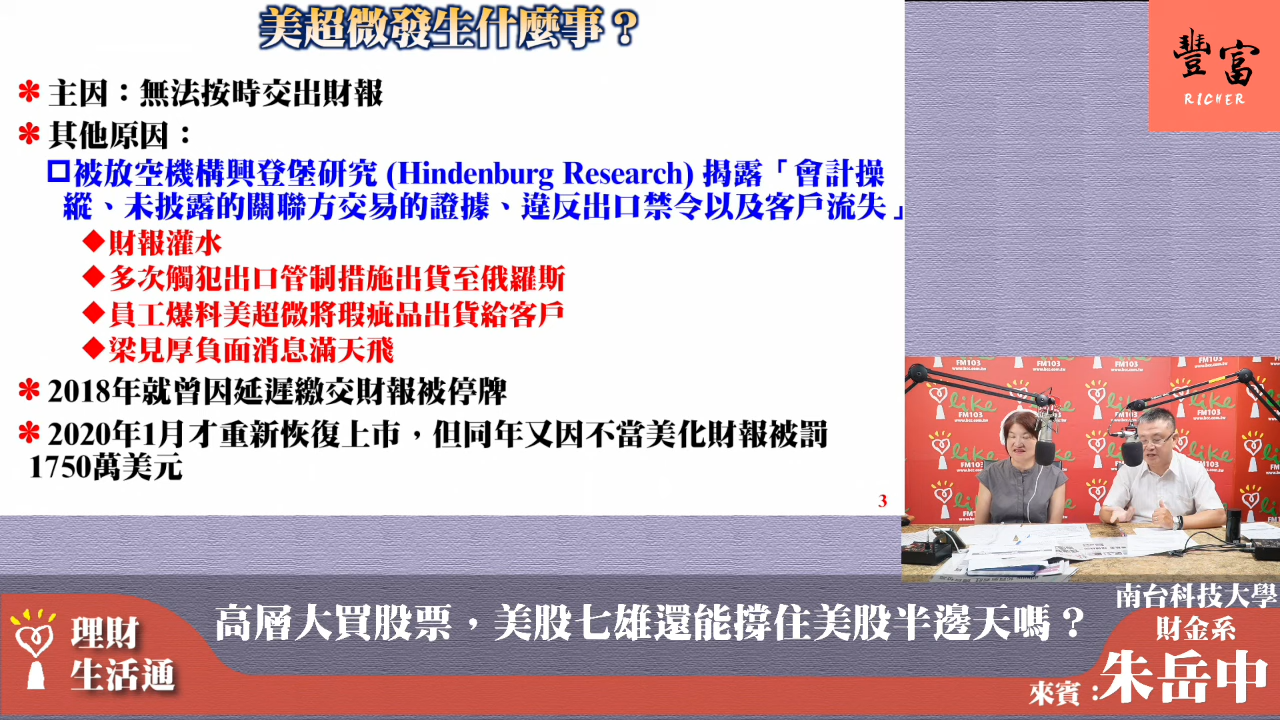 美超微發生什麼事？
✽ 主因：無法按時交出財報
✽ 其他原因：
❑被放空機構興登堡研究 (Hindenburg Research) 揭露「會計操
縱、未披露的關聯方交易的證據、違反出口禁令以及客戶流失」
◆財報灌水
◆多次觸犯出口管制措施出貨至俄羅斯
◆員工爆料美超微將瑕疵品出貨給客戶
◆梁見厚負面消息滿天飛
✽ 2018年就曾因延遲繳交財報被停牌
✽ 2020年1月才重新恢復上市，但同年又因不當美化財報被罰
1750萬美元
3
豐富
RICHER
like
FM103
www.bcc.com.tw
高層大買股票，美股七雄還能撐住美股半邊天嗎？
理財
生活通
南台科技大學
財金系
來賓：朱岳中